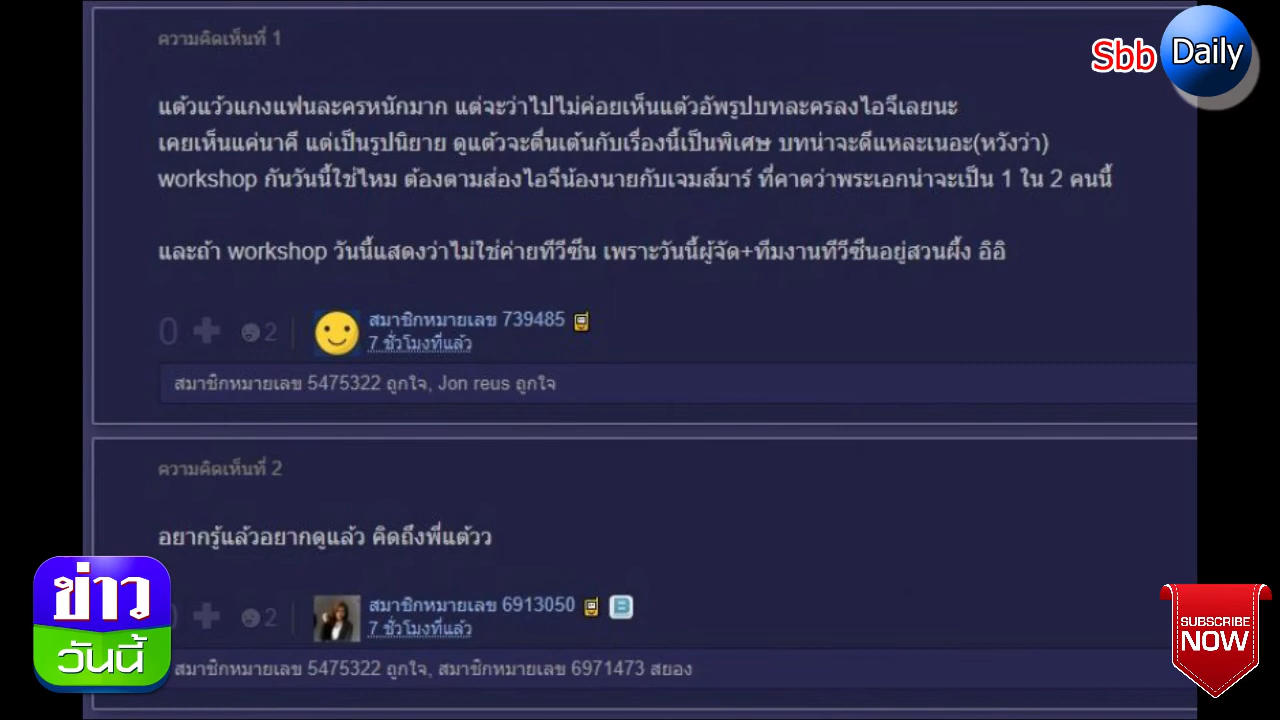 ความคิดเห็นที่ 1
Sbb Daily
แต้วแว้วแกงแฟนละครหนักมาก แต่จะว่าไปไม่ค่อยเห็นแต้วอัพรูปบทละครลงไอจีเลยนะ
เคยเห็นแค่นาคี แต่เป็นรูปนิยาย ดูแต้วจะตื่นเต้นกับเรื่องนี้เป็นพิเศษ บทน่าจะดีแหละเนอะ(หวังว่า)
workshop กันวันนี้ใช่ไหม ต้องตามส่องไอจีน้องนายกับเจมส์มาร์ ที่คาดว่าพระเอกน่าจะเป็น 1 ใน 2 คนนี้
และถ้า workshop วันนี้แสดงว่าไม่ใช่ค่ายทีวีซีน เพราะวันนี้ผู้จัด+ทีมงานทีวีซีนอยู่สวนผึ้ง อิอิ
0 2 สมาชิกหมายเลข 739485
7 ชั่วโมงที่แล้ว
สมาชิกหมายเลข 5475322 ถูกใจ, Jon reus ถูกใจ
ความคิดเห็นที่ 2
อยากรู้แล้วอยากดูแล้ว คิดถึงพี่แต้วว
2 สมาชิกหมายเลข 6913050
7 ชั่วโมงที่แล้ว
สมาชิกหมายเลข 5475322 ถูกใจ, สมาชิกหมายเลข 6971473 สยอง
ข่าว
วันนี้
SUBSCRIBE
NOW